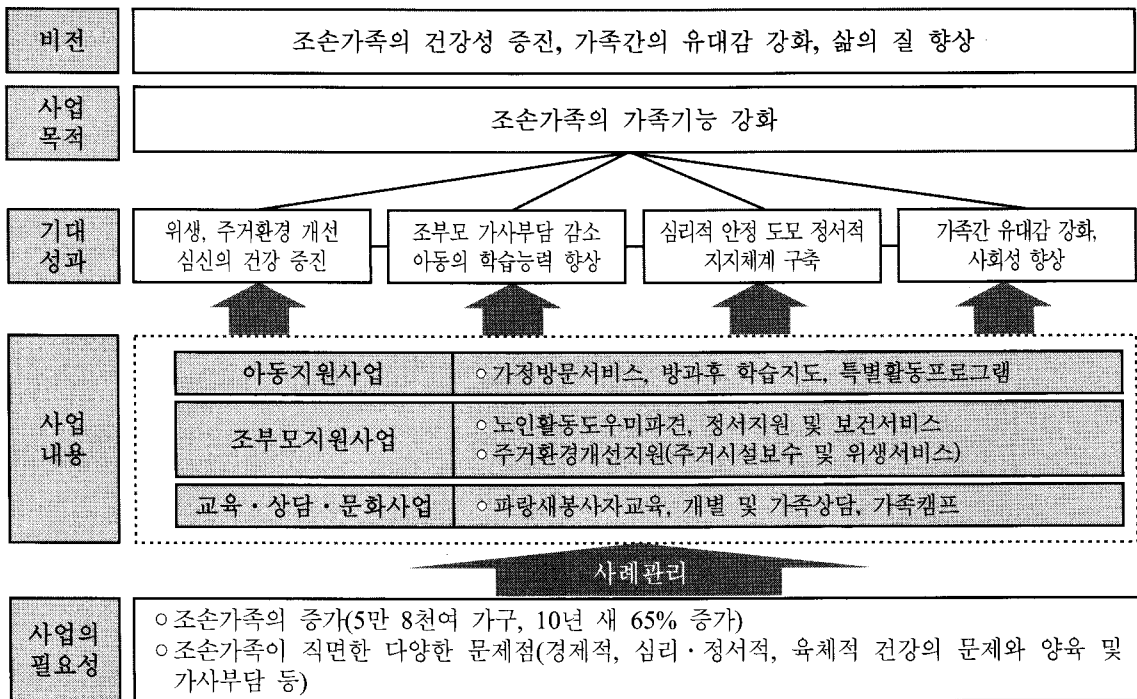 비전
조손가족의 건강성 증진, 가족간의 유대감 강화, 삶의 질 향상
사업
목적
조손가족의 가족기능 강화
기대
성과
위생, 주거환경 개선
심신의 건강 증진
조부모 가사부담 감소
아동의 학습능력 향상
심리적 안정 도모 정서적
지지체계 구축
가족간 유대감 강화,
사회성 향상
사업
내용
아동지원사업
○가정방문서비스, 방과후 학습지도, 특별활동프로그램
조부모지원사업
○노인활동도우미파견, 정서지원 및 보건서비스
○주거환경개선지원(주거시설보수 및 위생서비스)
교육·상담·문화사업
○파랑새봉사자교육, 개별 및 가족상담, 가족캠프
사례관리
사업의
필요성
○조손가족의 증가(5만 8천여 가구, 10년 새 65% 증가)
○조손가족이 직면한 다양한 문제점(경제적, 심리·정서적, 육체적 건강의 문제와 양육 및
가사부담 등)